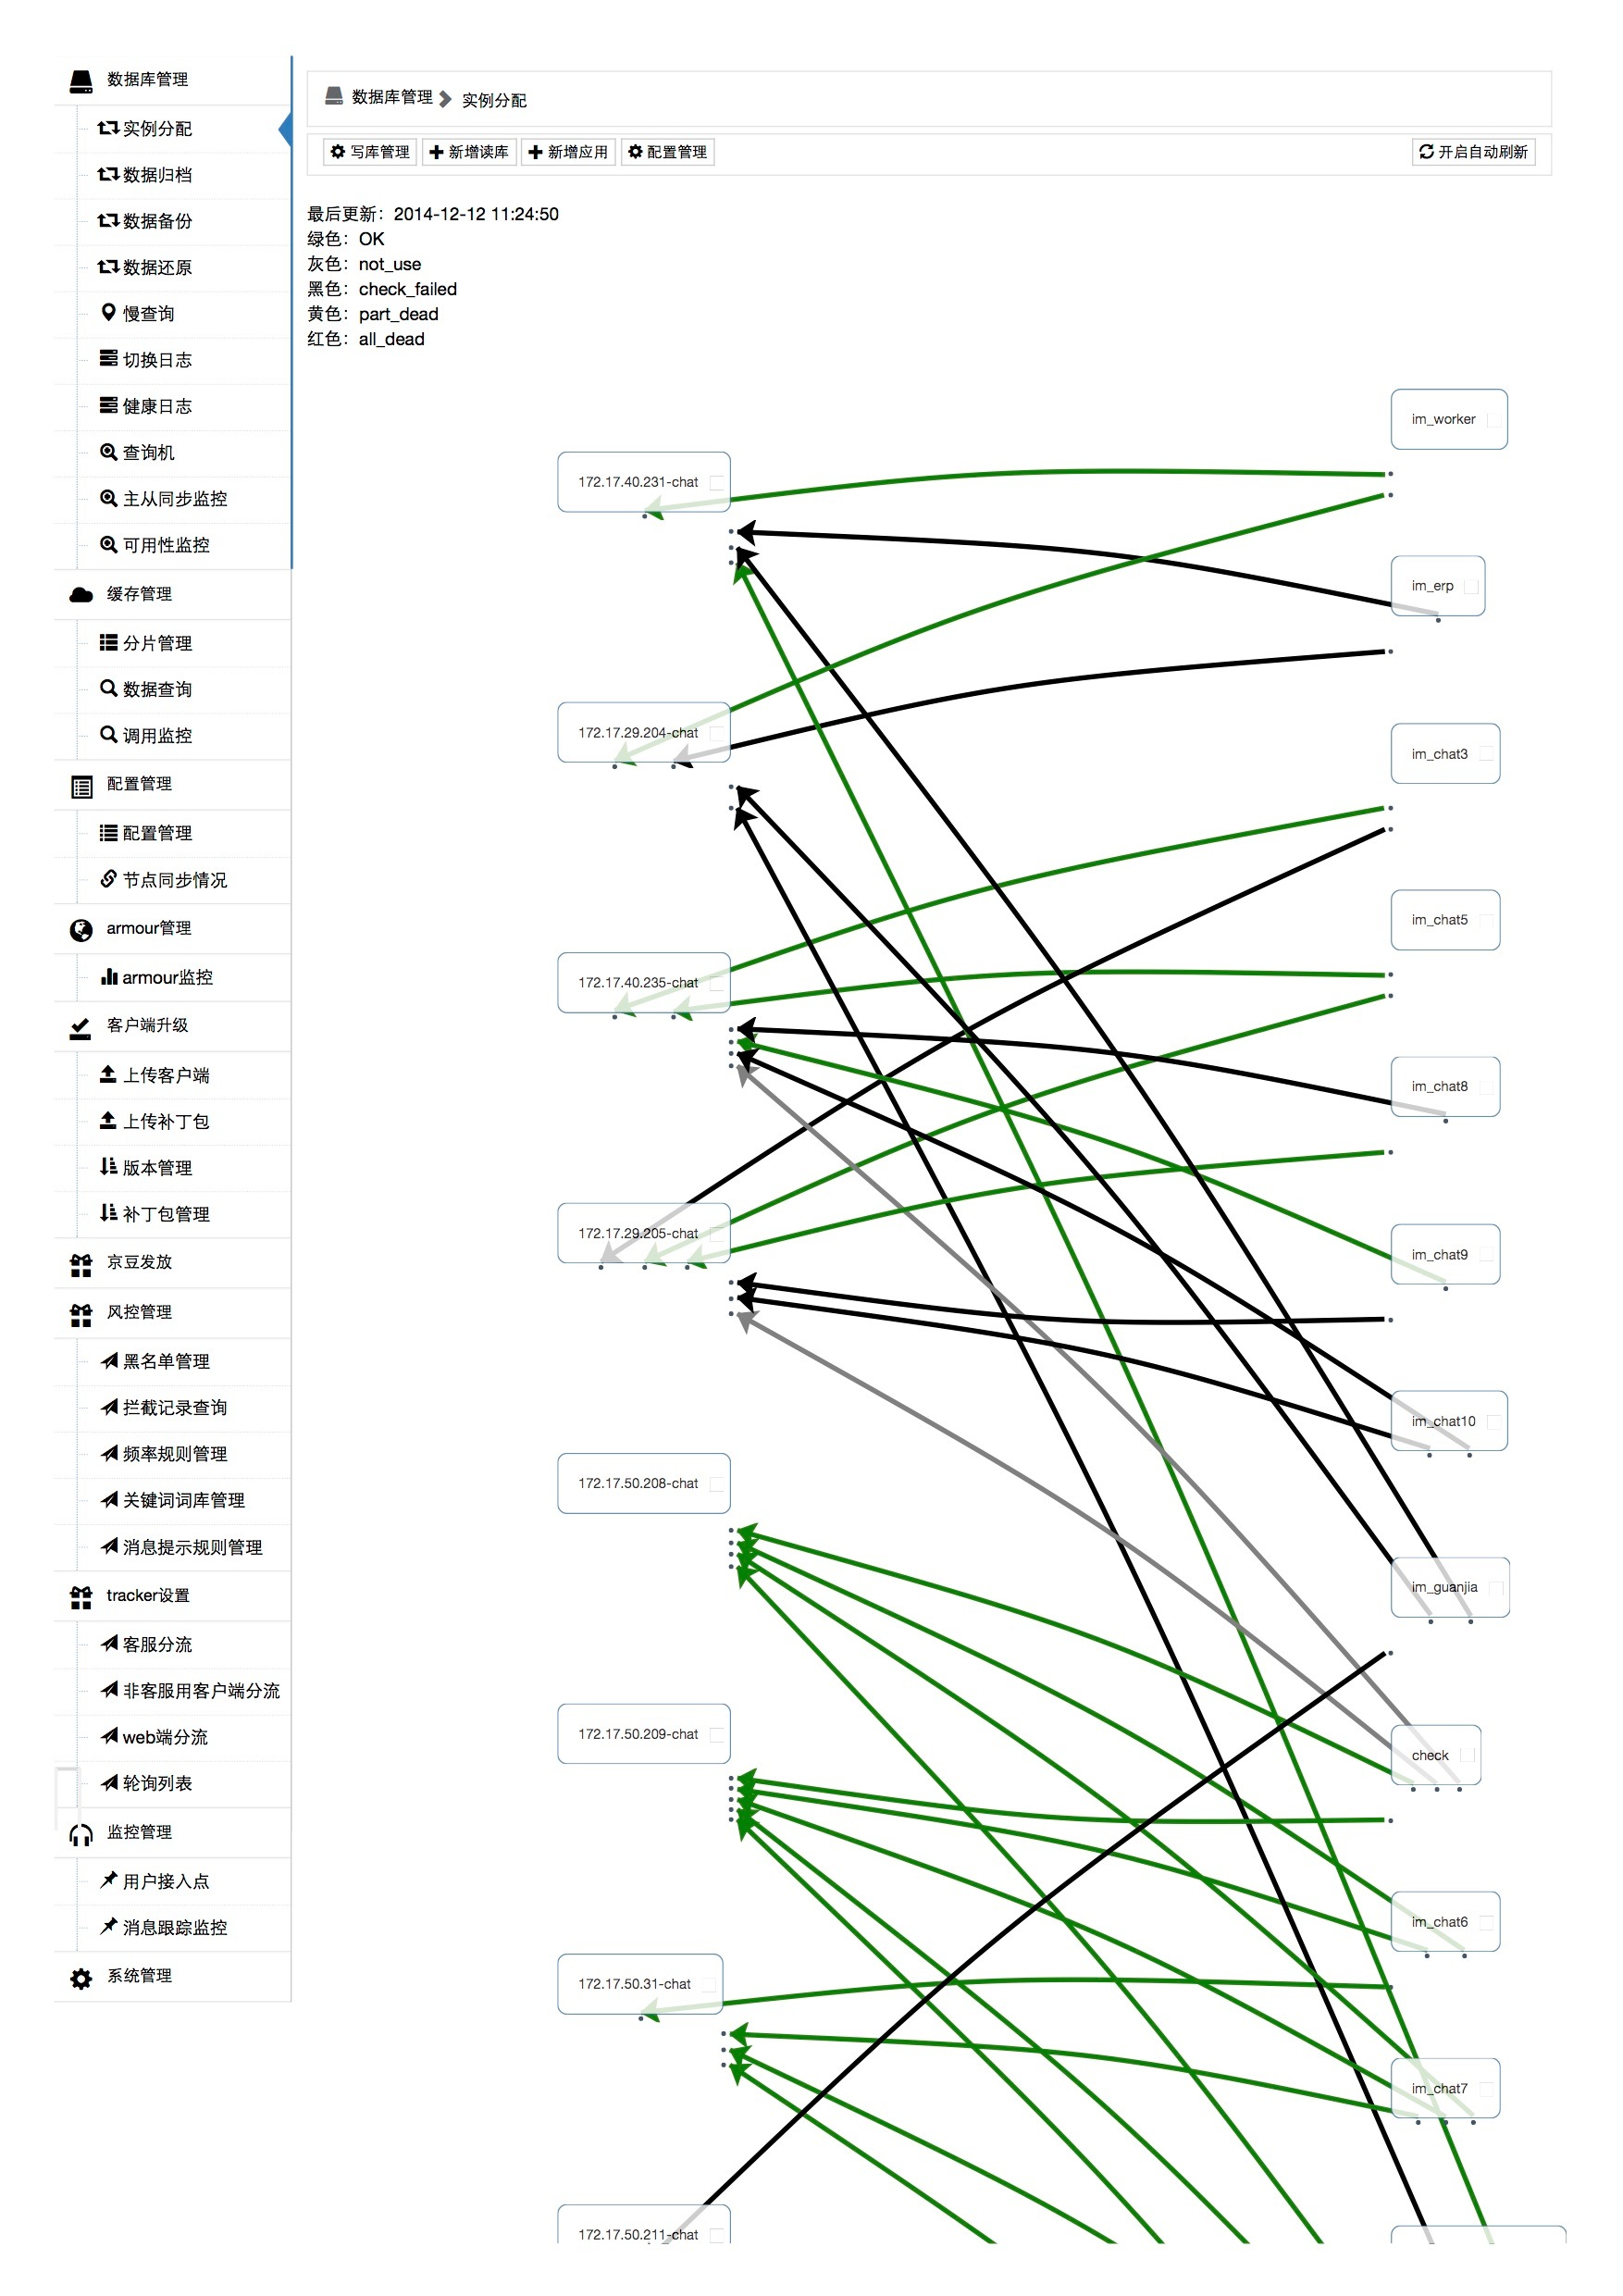 数据库管理
实例分配
数据归档
数据备份
数据还原
慢查询
切换日志
健康日志
查询机
主从同步监控
可用性监控
缓存管理
分片管理
数据查询
调用监控
配置管理
配置管理
节点同步情况
armour管理
armour监控
客户端升级
上传客户端
上传补丁包
版本管理
补丁包管理
京豆发放
风控管理
黑名单管理
拦截记录查询
频率规则管理
关键词词库管理
消息提示规则管理
tracker设置
客服分流
非客服用客户端分流
web端分流
轮询列表
监控管理
用户接入点
消息跟踪监控
系统管理
数据库管理 实例分配
写库管理 新增读库 新增应用 配置管理 开启自动刷新
最后更新：2014-12-12 11:24:50
绿色：OK
灰色：not_use
黑色：check_failed
黄色：part_dead
红色：all_dead
172.17.40.231-chat
172.17.29.204-chat
172.17.40.235-chat
172.17.29.205-chat
172.17.50.208-chat
172.17.50.209-chat
172.17.50.31-chat
172.17.50.211-chat
im_worker
im_erp
im_chat3
im_chat5
im_chat8
im_chat9
im_chat10
im_guanjia
check
im_chat6
im_chat7